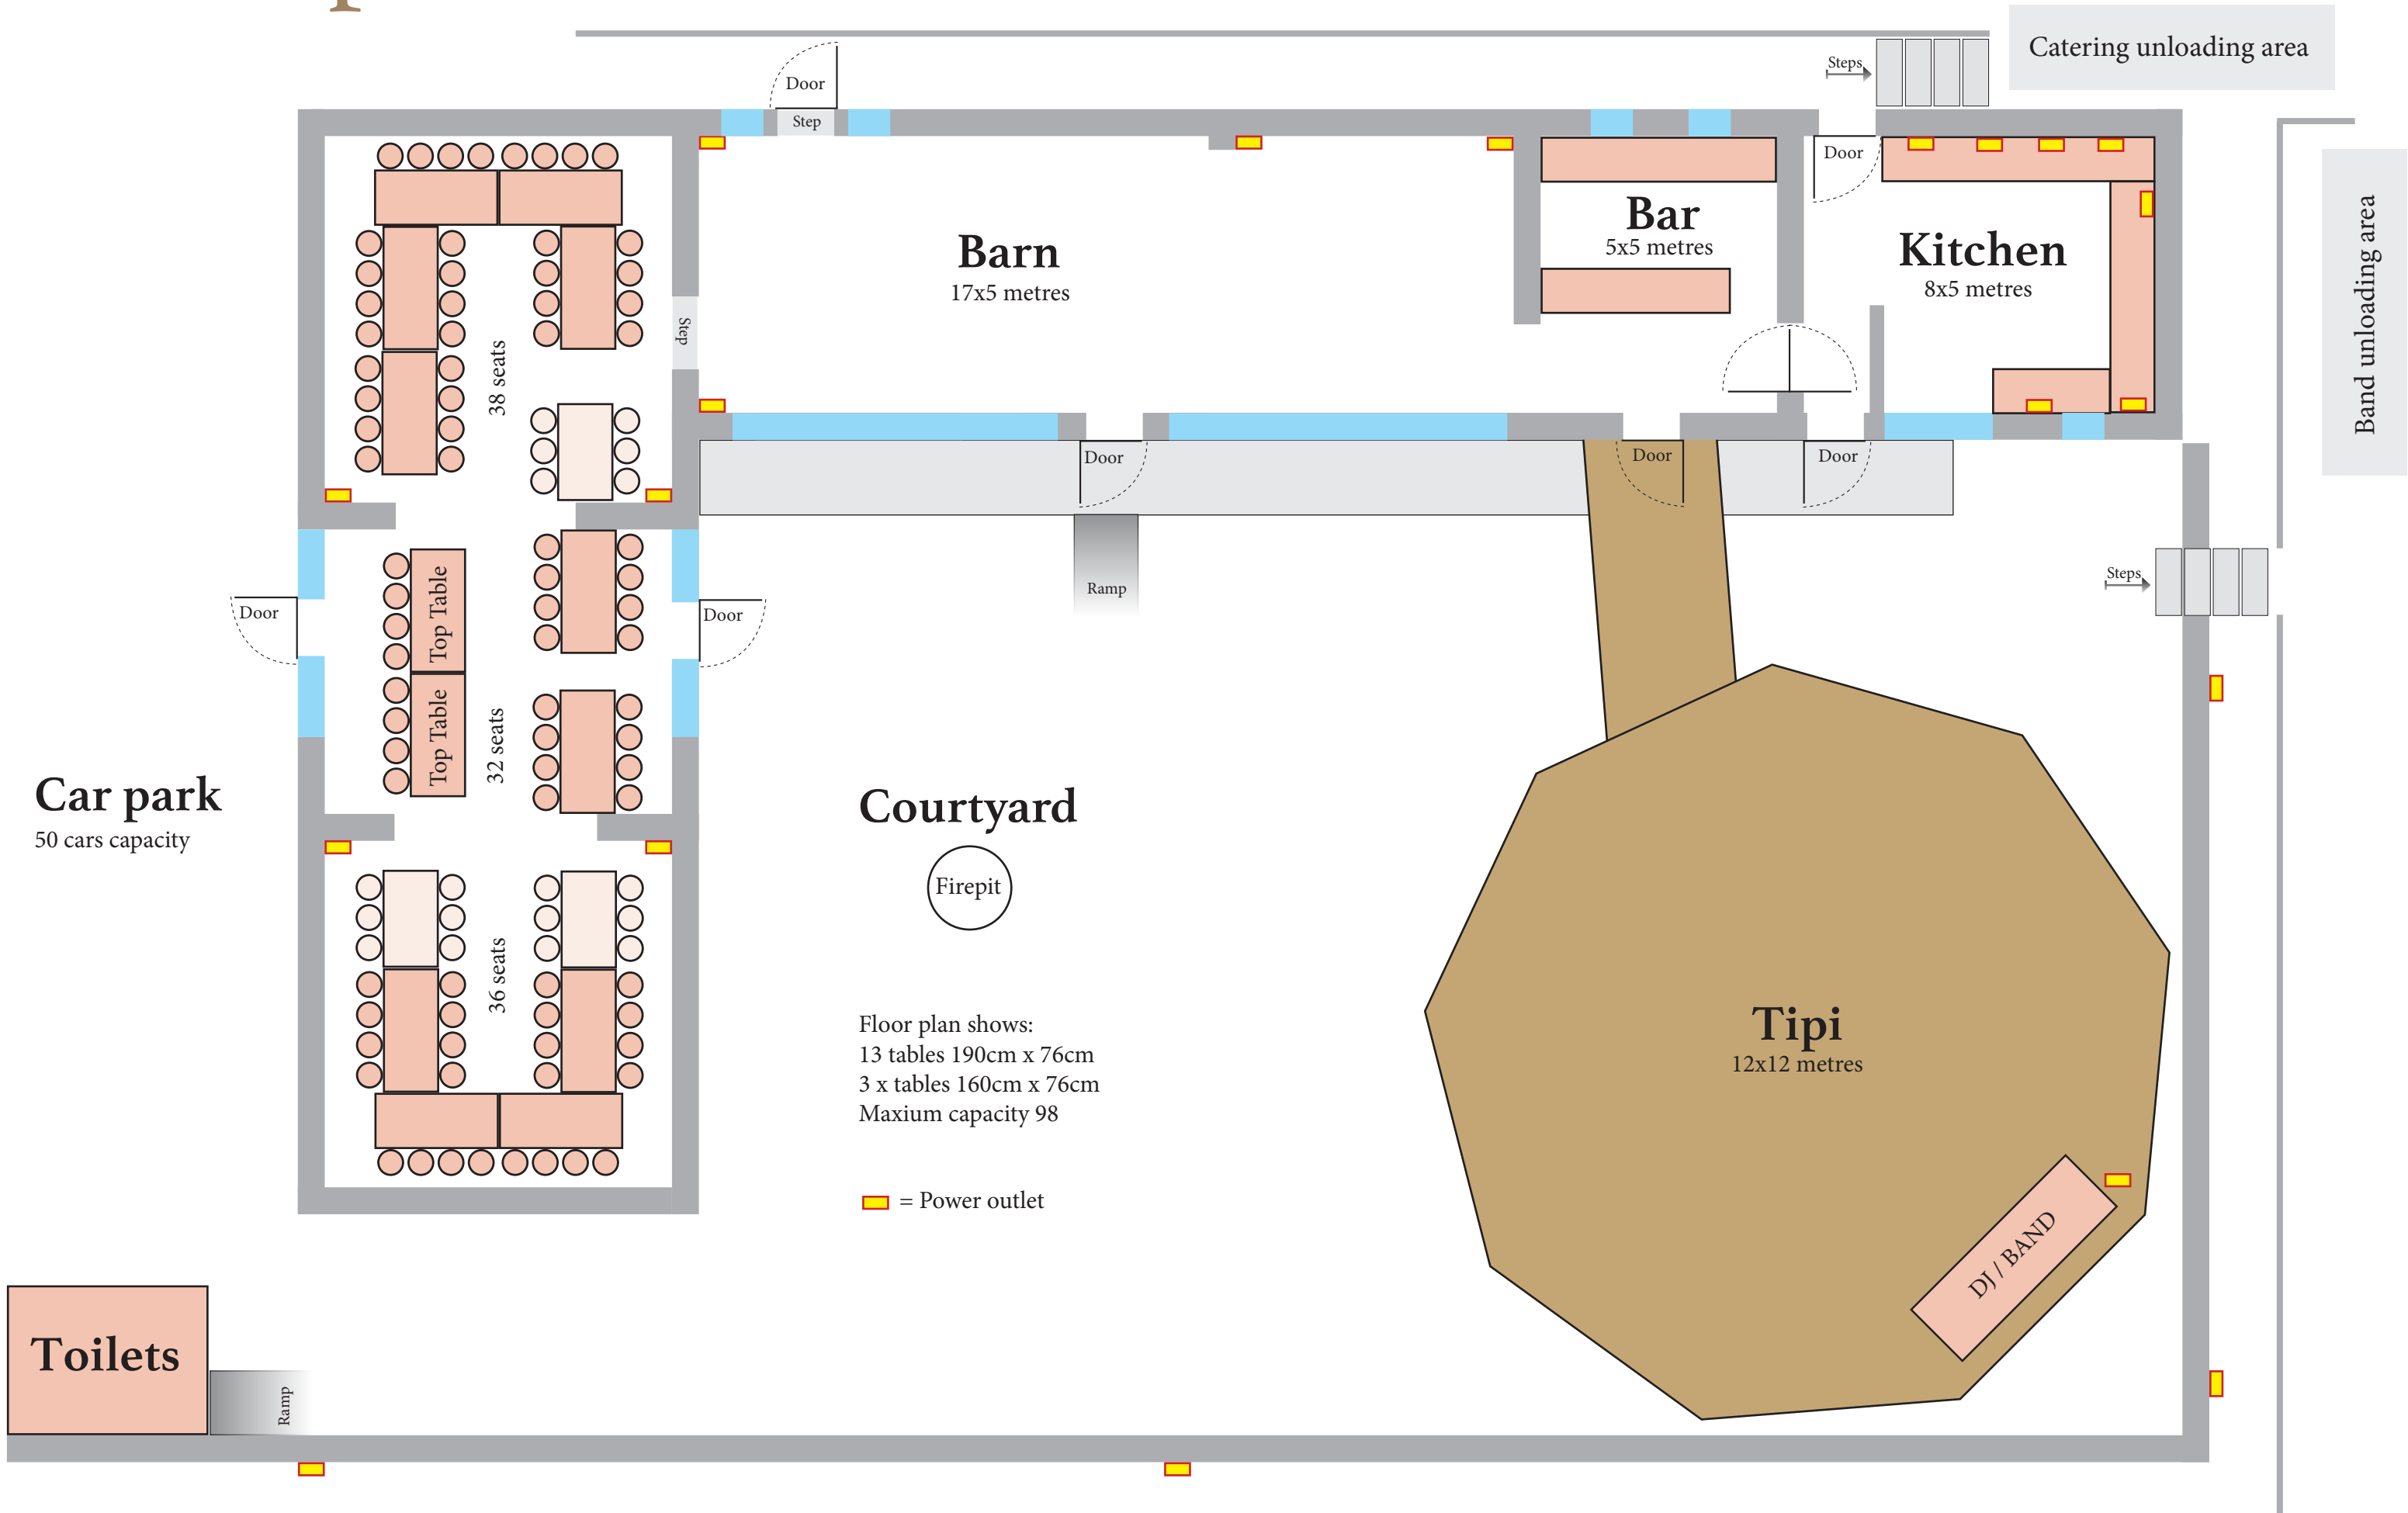 Catering unloading area
Steps
Door
Step
Door
Band unloading area
Barn
17x5 metres
Bar
5x5 metres
Kitchen
8x5 metres
Step
38 seats
Door
Door
Door
Ramp
Steps
Door
Door
Top Table
Top Table
32 seats
Car park
50 cars capacity
Courtyard
Firepit
36 seats
Floor plan shows:
13 tables 190cm x 76cm
3 x tables 160cm x 76cm
Maxium capacity 98
= Power outlet
Tipi
12x12 metres
DJ / BAND
Toilets
Ramp